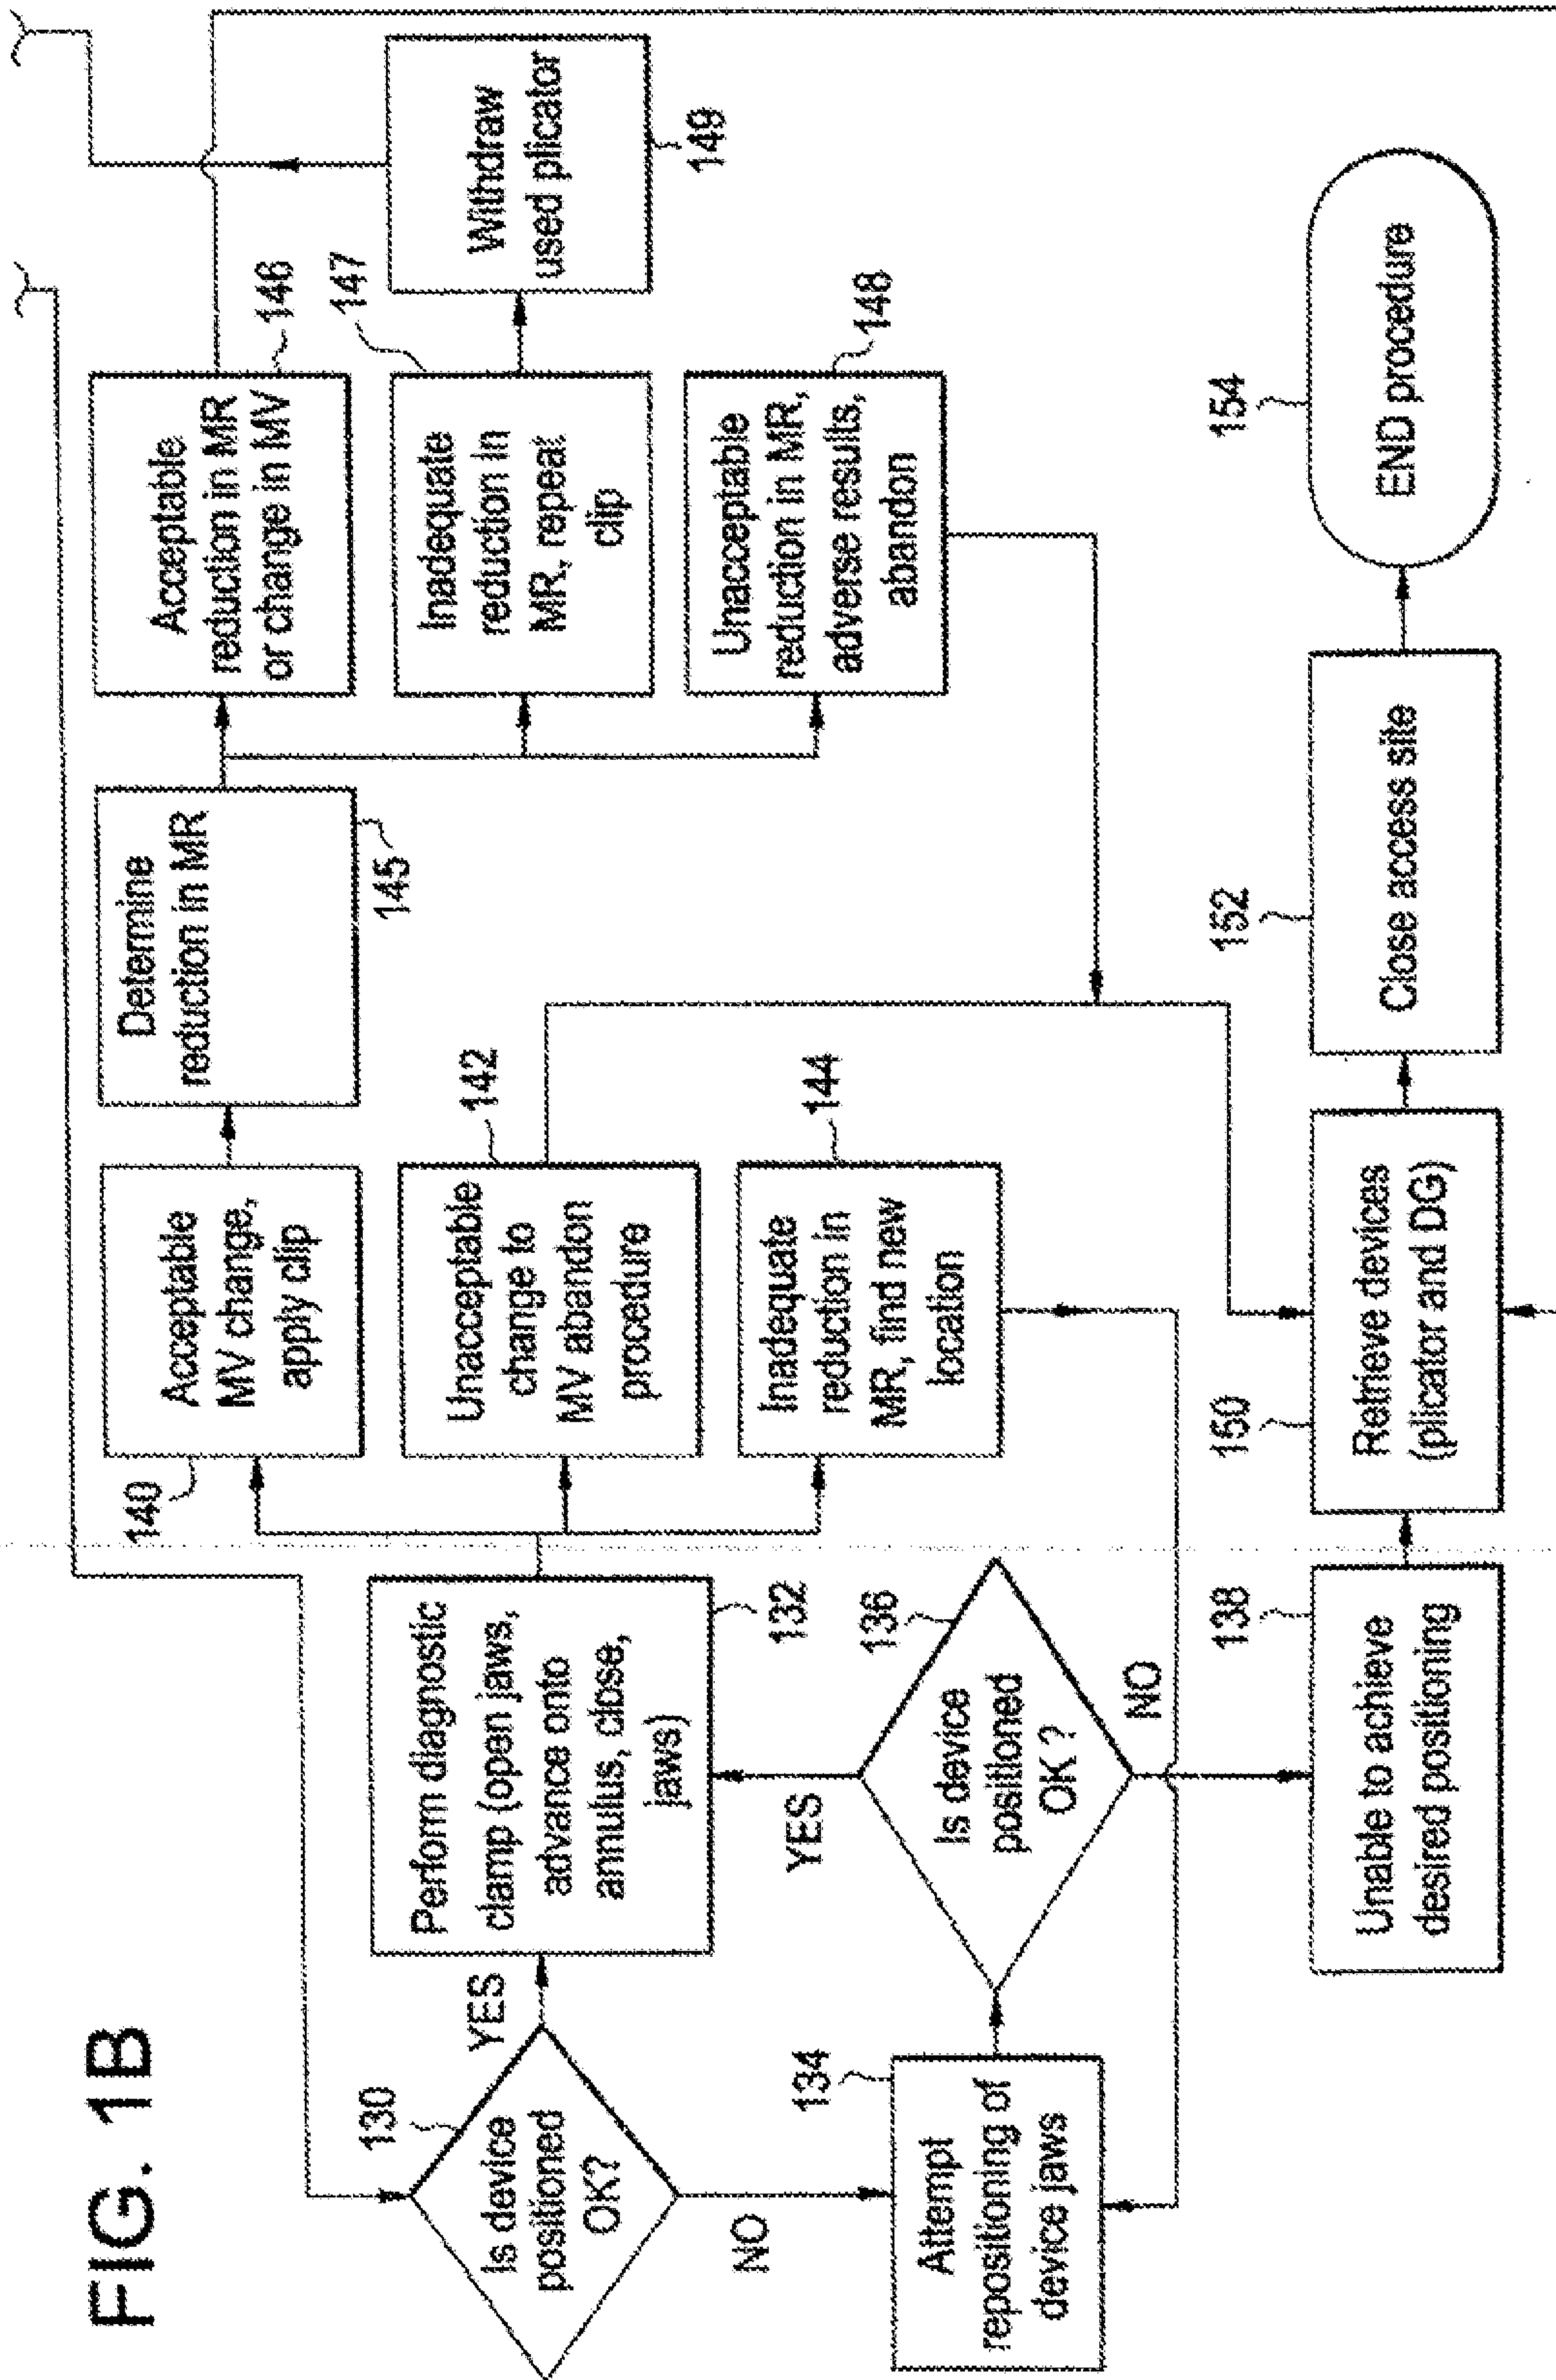 FIG. 1B
130
Is device
positioned
OK?
YES
NO
Perform diagnostic
clamp (open jaws,
advance onto
annulus, close,
jaws)
132
134
Attempt
repositioning of
device jaws
136
Is device
positioned
OK ?
YES
NO
138
Unable to achieve
desired positioning
140
Acceptable
MV change,
apply clip
142
Unacceptable
change to
MV abandon
procedure
144
Inadequate
reduction in
MR, find new
location
Determine
reduction in MR
145
Acceptable
reduction in MR
or change in MV
146
147
Inadequate
reduction in
MR, repeat
clip
148
Unacceptable
reduction in MR,
adverse results,
abandon
Withdraw
used plicator
149
150
Retrieve devices
(plicator and DG)
152
Close access site
154
END procedure